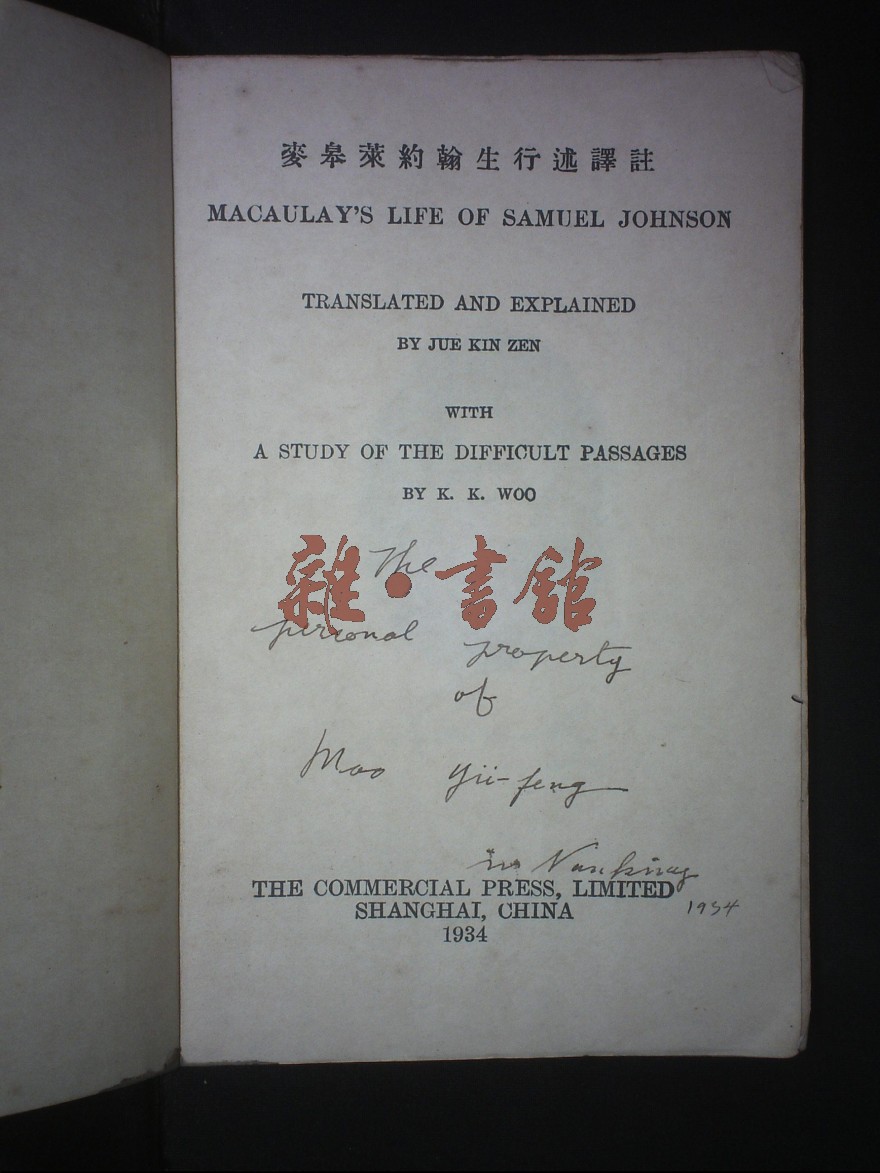 麥皋萊約翰生行述譯註
MACAULAY'S LIFE OF SAMUEL JOHNSON
TRANSLATED AND EXPLAINED
BY JUE KIN ZEN
WITH
A STUDY OF THE DIFFICULT PASSAGES
BY K. K. WOO
The
雜·書館
personal property
of
Mao Yü-feng
in Nanking
THE COMMERCIAL PRESS, LIMITED
SHANGHAI, CHINA
1934
1934